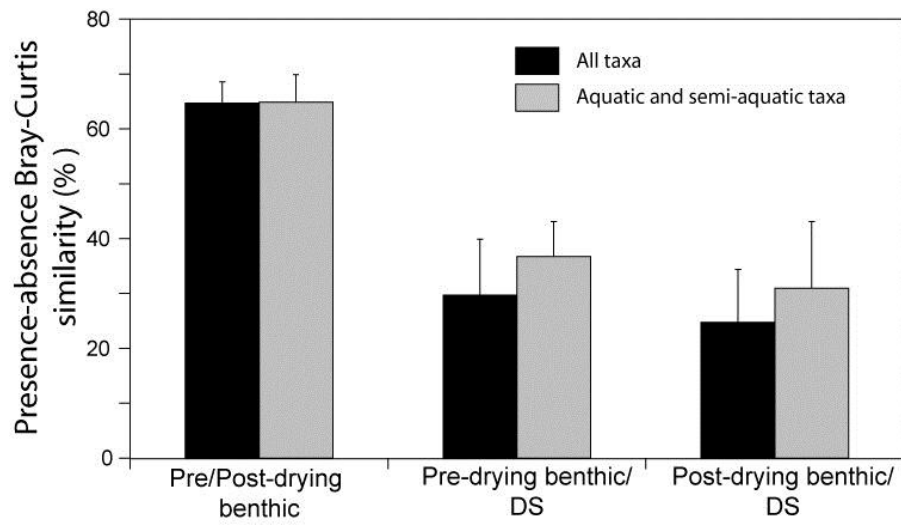 Presence-absence Bray-Curtis
similarity (%)
80
60
40
20
0
All taxa
Aquatic and semi-aquatic taxa
Pre/Post-drying
benthic
Pre-drying benthic/
DS
Post-drying benthic/
DS